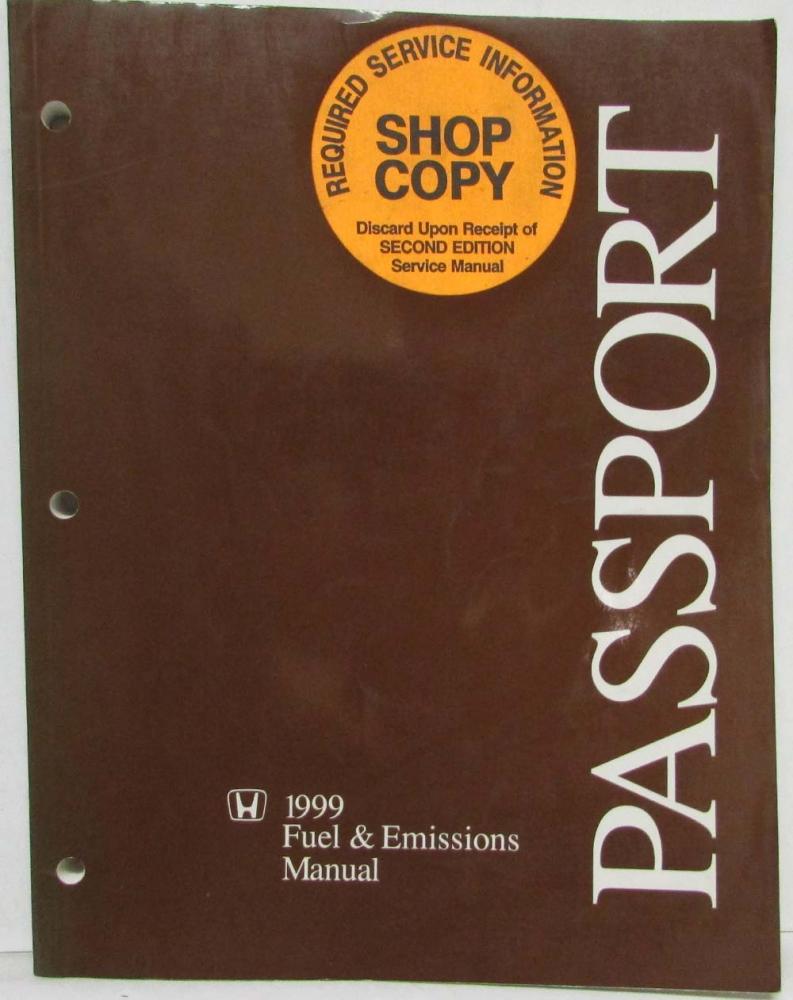 REQUIRED SERVICE INFORMATION
SHOP
COPY
Discard Upon Receipt of
SECOND EDITION
Service Manual
PASSPORT
1999
Fuel & Emissions
Manual